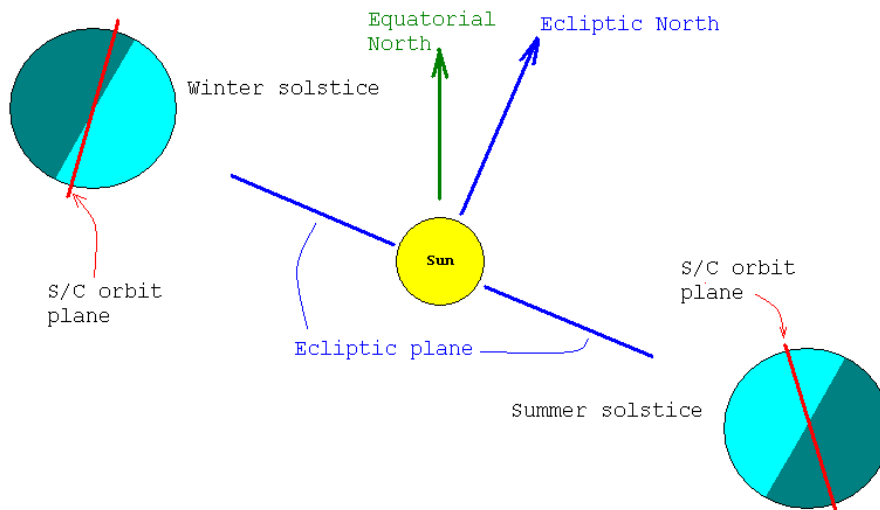 Equatorial
North
Ecliptic North
Winter solstice
Sun
S/C orbit
plane
S/C orbit
plane
Ecliptic plane
Summer solstice